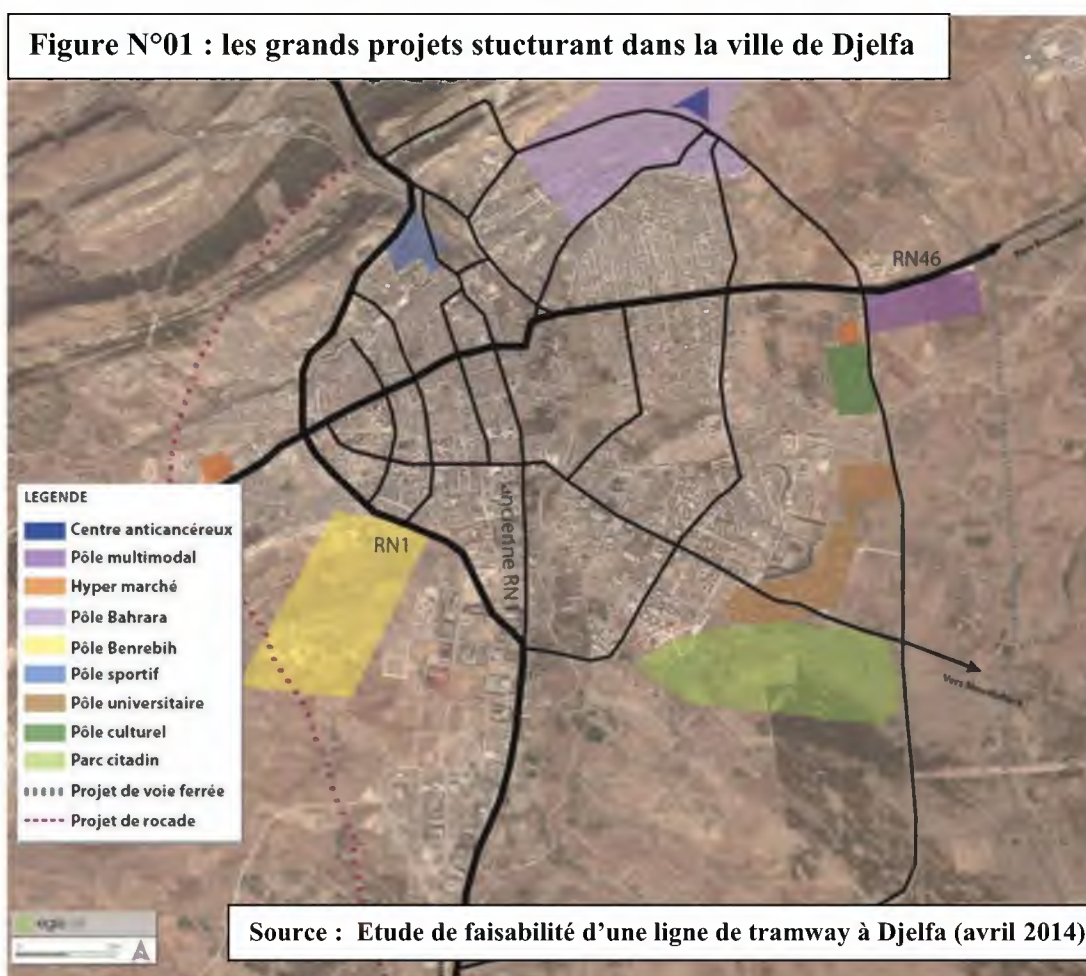 Figure N°01 : les grands projets stucturant dans la ville de Djelfa
RN46
RN1
ancienne RN1
LEGENDE
Centre anticancéreux
Pôle multimodal
Hyper marché
Pôle Bahrara
Pôle Benrebih
Pôle sportif
Pôle universitaire
Pôle culturel
Parc citadin
Projet de voie ferrée
Projet de rocade
Vers
egis
A
Source : Etude de faisabilité d’une ligne de tramway à Djelfa (avril 2014)